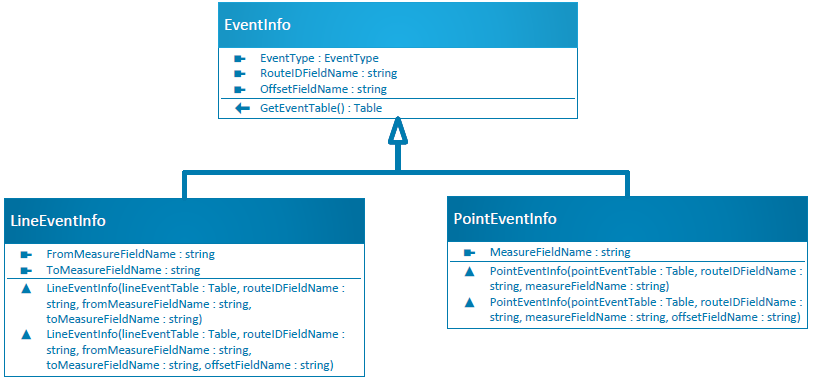 EventInfo
EventType : EventType
RouteIDFieldName : string
OffsetFieldName : string
GetEventTable() : Table
LineEventInfo
FromMeasureFieldName : string
ToMeasureFieldName : string
LineEventInfo(lineEventTable : Table, routeIDFieldName :
string, fromMeasureFieldName : string,
toMeasureFieldName : string)
LineEventInfo(lineEventTable : Table, routeIDFieldName :
string, fromMeasureFieldName : string,
toMeasureFieldName : string, offsetFieldName : string)
PointEventInfo
MeasureFieldName : string
PointEventInfo(pointEventTable : Table, routeIDFieldName :
string, measureFieldName : string)
PointEventInfo(pointEventTable : Table, routeIDFieldName :
string, measureFieldName : string, offsetFieldName : string)